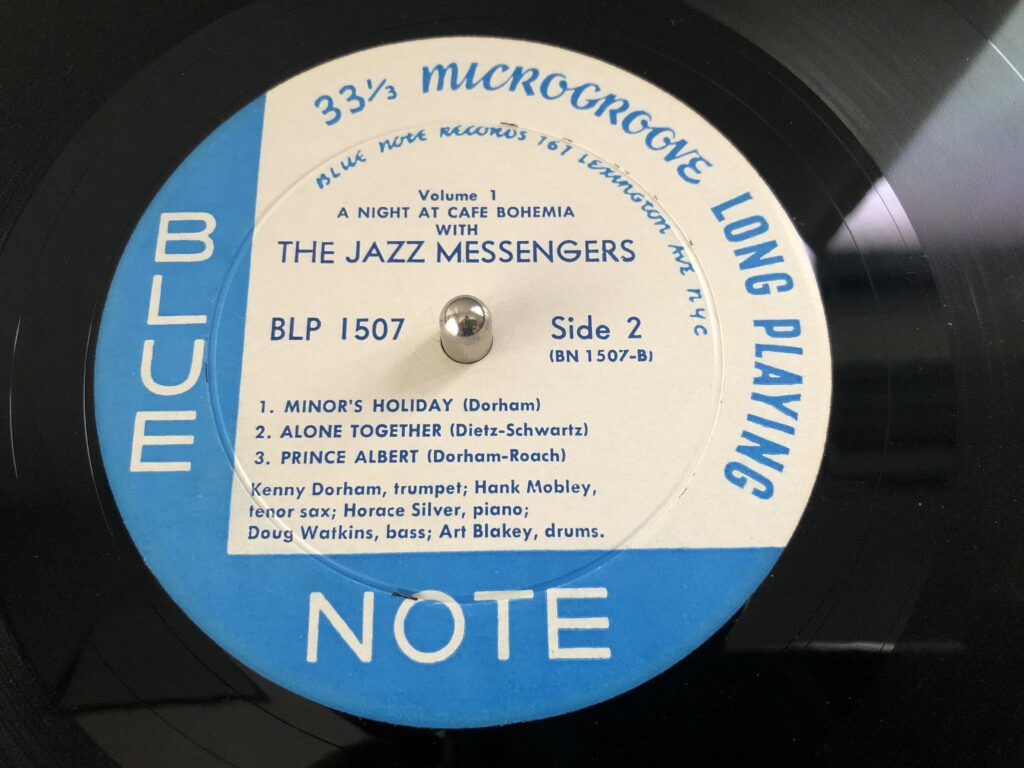 33⅓ MICROGROOVE LONG PLAYING
BLUE NOTE RECORDS 767 LEXINGTON AVE NYC
Volume 1
A NIGHT AT CAFE BOHEMIA
WITH
THE JAZZ MESSENGERS
BLP 1507
Side 2
(BN 1507-B)
1. MINOR'S HOLIDAY (Dorham)
2. ALONE TOGETHER (Dietz-Schwartz)
3. PRINCE ALBERT (Dorham-Roach)
Kenny Dorham, trumpet; Hank Mobley,
tenor sax; Horace Silver, piano;
Doug Watkins, bass; Art Blakey, drums.
BLUE
NOTE